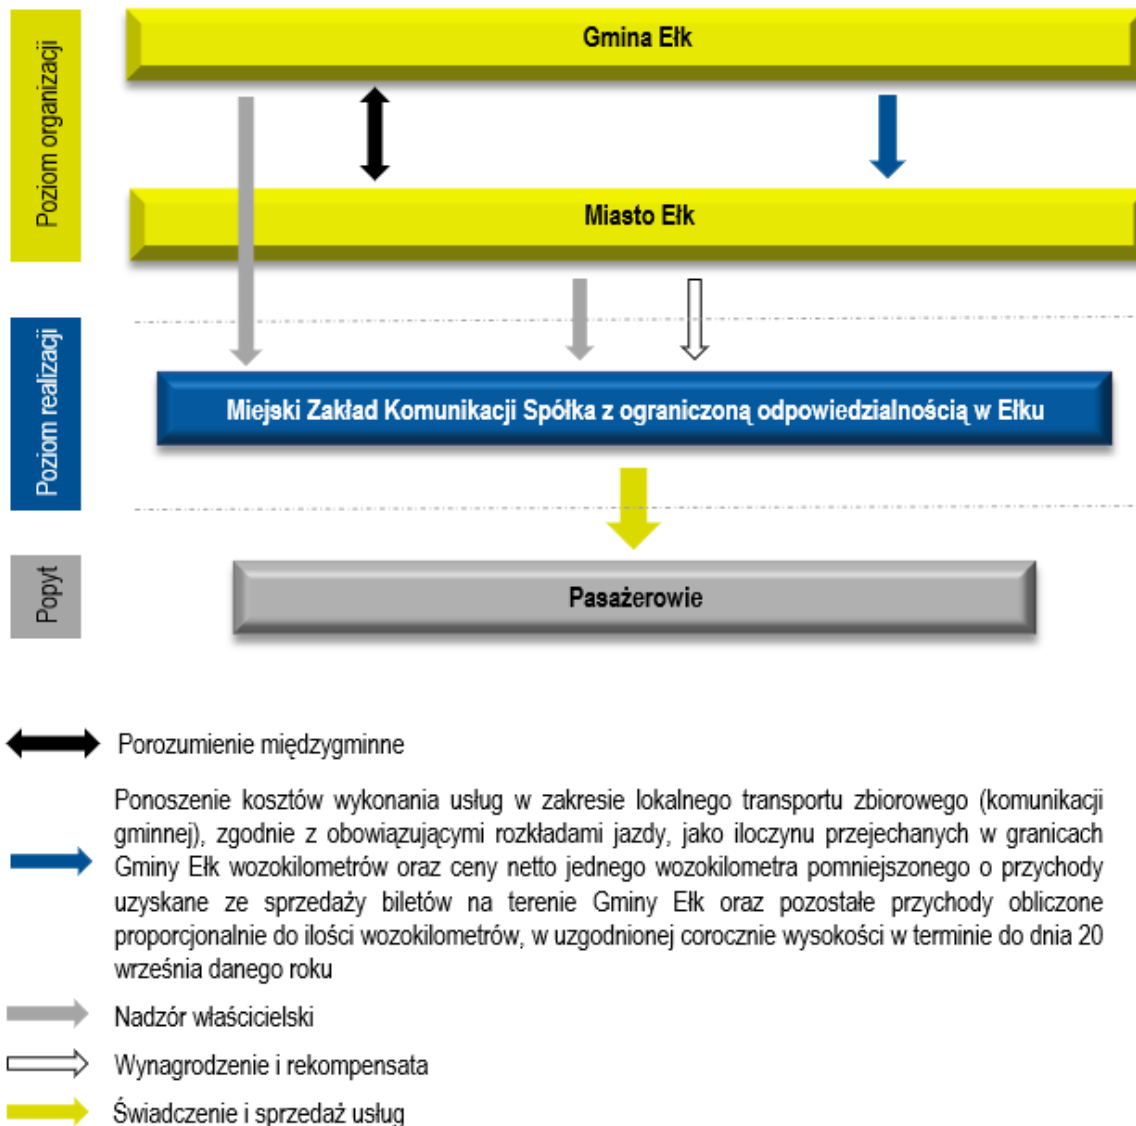 Poziom organizacji
Gmina Ełk
Miasto Ełk
Poziom realizacji
Miejski Zakład Komunikacji Spółka z ograniczoną odpowiedzialnością w Ełku
Popyt
Pasażerowie
Porozumienie międzygminne
Ponoszenie kosztów wykonania usług w zakresie lokalnego transportu zbiorowego (komunikacji
gminnej), zgodnie z obowiązującymi rozkładami jazdy, jako iloczynu przejechanych w granicach
Gminy Ełk wozokilometrów oraz ceny netto jednego wozokilometra pomniejszonego o przychody
uzyskane ze sprzedaży biletów na terenie Gminy Ełk oraz pozostałe przychody obliczone
proporcjonalnie do ilości wozokilometrów, w uzgodnionej corocznie wysokości w terminie do dnia 20
września danego roku
Nadzór właścicielski
Wynagrodzenie i rekompensata
Świadczenie i sprzedaż usług